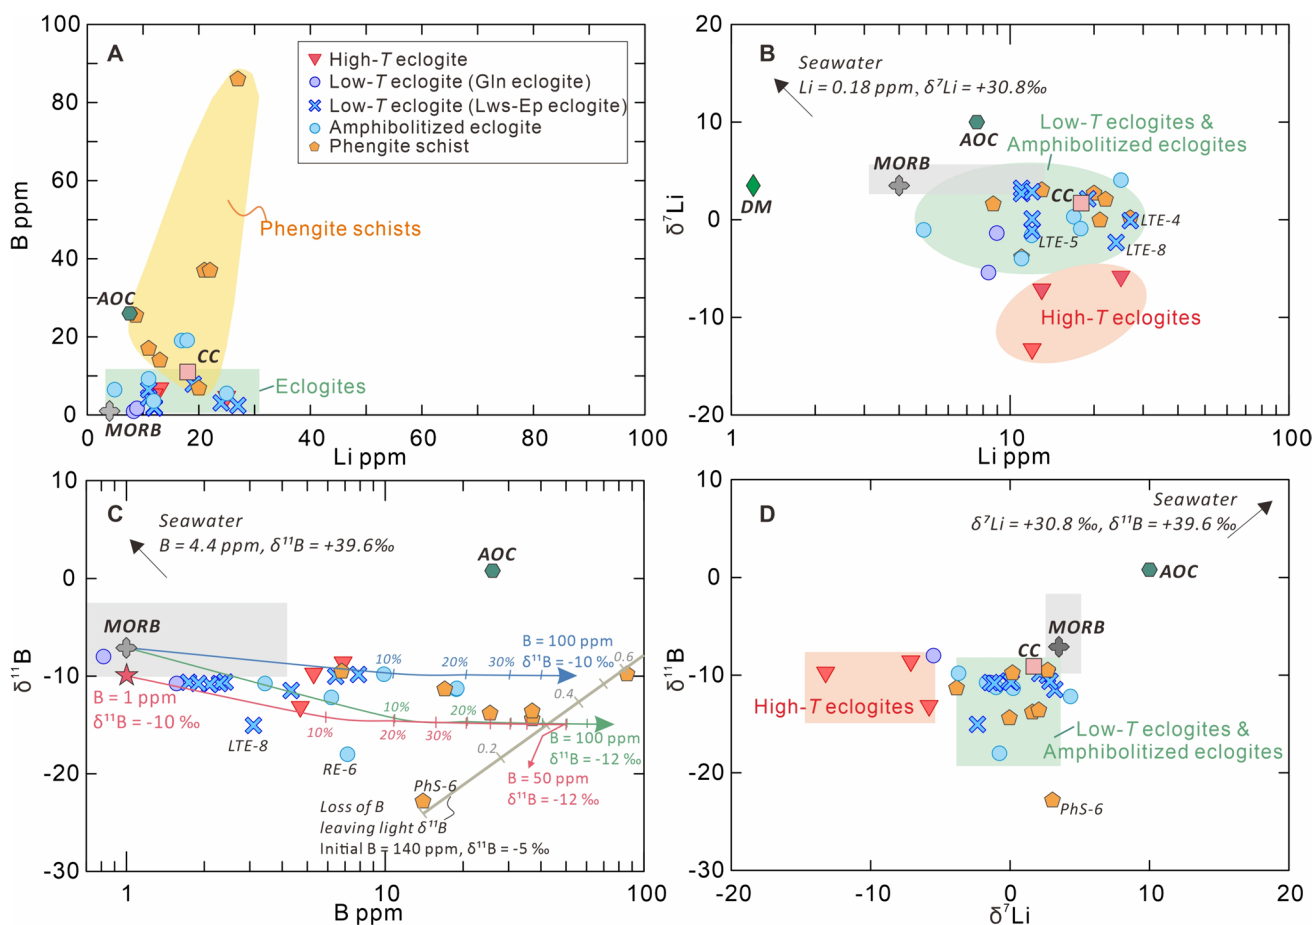 A
B ppm
100
80
60
40
20
0
0
20
40
60
80
100
Li ppm
High-T eclogite
Low-T eclogite (Gln eclogite)
Low-T eclogite (Lws-Ep eclogite)
Amphibolitized eclogite
Phengite schist
Phengite schists
AOC
CC
Eclogites
MORB
B
δ⁷Li
20
10
0
-10
-20
1
10
100
Li ppm
Seawater
Li = 0.18 ppm, δ⁷Li = +30.8‰
AOC
Low-T eclogites &
Amphibolitized eclogites
MORB
DM
CC
LTE-4
LTE-5
LTE-8
High-T eclogites
C
δ¹¹B
10
0
-10
-20
-30
1
10
100
B ppm
Seawater
B = 4.4 ppm, δ¹¹B = +39.6‰
AOC
MORB
B = 100 ppm
δ¹¹B = -10 ‰
10%
20%
30%
0.6
0.4
0.2
B = 1 ppm
δ¹¹B = -10 ‰
10%
20%
10%
20%
30%
B = 100 ppm
δ¹¹B = -12 ‰
B = 50 ppm
δ¹¹B = -12 ‰
LTE-8
RE-6
PhS-6
Loss of B
leaving light δ¹¹B
Initial B = 140 ppm, δ¹¹B = -5 ‰
D
δ¹¹B
10
0
-10
-20
-30
-20
-10
0
10
20
δ⁷Li
Seawater
δ⁷Li = +30.8 ‰, δ¹¹B = +39.6 ‰
AOC
MORB
CC
High-T eclogites
Low-T eclogites &
Amphibolitized eclogites
PhS-6